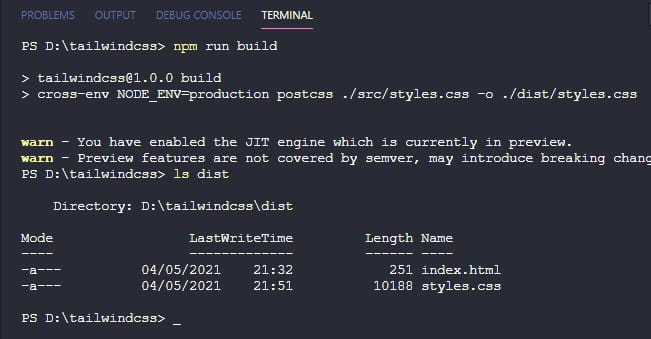 PROBLEMS OUTPUT DEBUG CONSOLE TERMINAL
PS D:\tailwindcss> npm run build
> tailwindcss@1.0.0 build
> cross-env NODE_ENV=production postcss ./src/styles.css -o ./dist/styles.css
warn - You have enabled the JIT engine which is currently in preview.
warn - Preview features are not covered by semver, may introduce breaking
PS D:\tailwindcss> ls dist
Directory: D:\tailwindcss\dist
Mode LastWriteTime Length Name
---- ------------- ------ ----
-a--- 04/05/2021 21:32 251 index.html
-a--- 04/05/2021 21:51 10188 styles.css
PS D:\tailwindcss> _